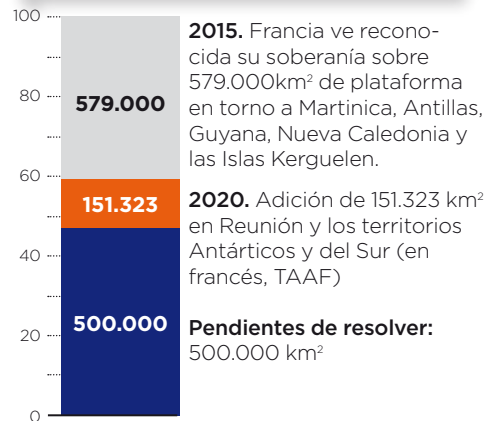 100
80
60
40
20
0
579.000
151.323
500.000
2015. Francia ve recono-
cida su soberanía sobre
579.000km² de plataforma
en torno a Martinica, Antillas,
Guyana, Nueva Caledonia y
las Islas Kerguelen.
2020. Adición de 151.323 km²
en Reunión y los territorios
Antárticos y del Sur (en
francés, TAAF)
Pendientes de resolver:
500.000 km²